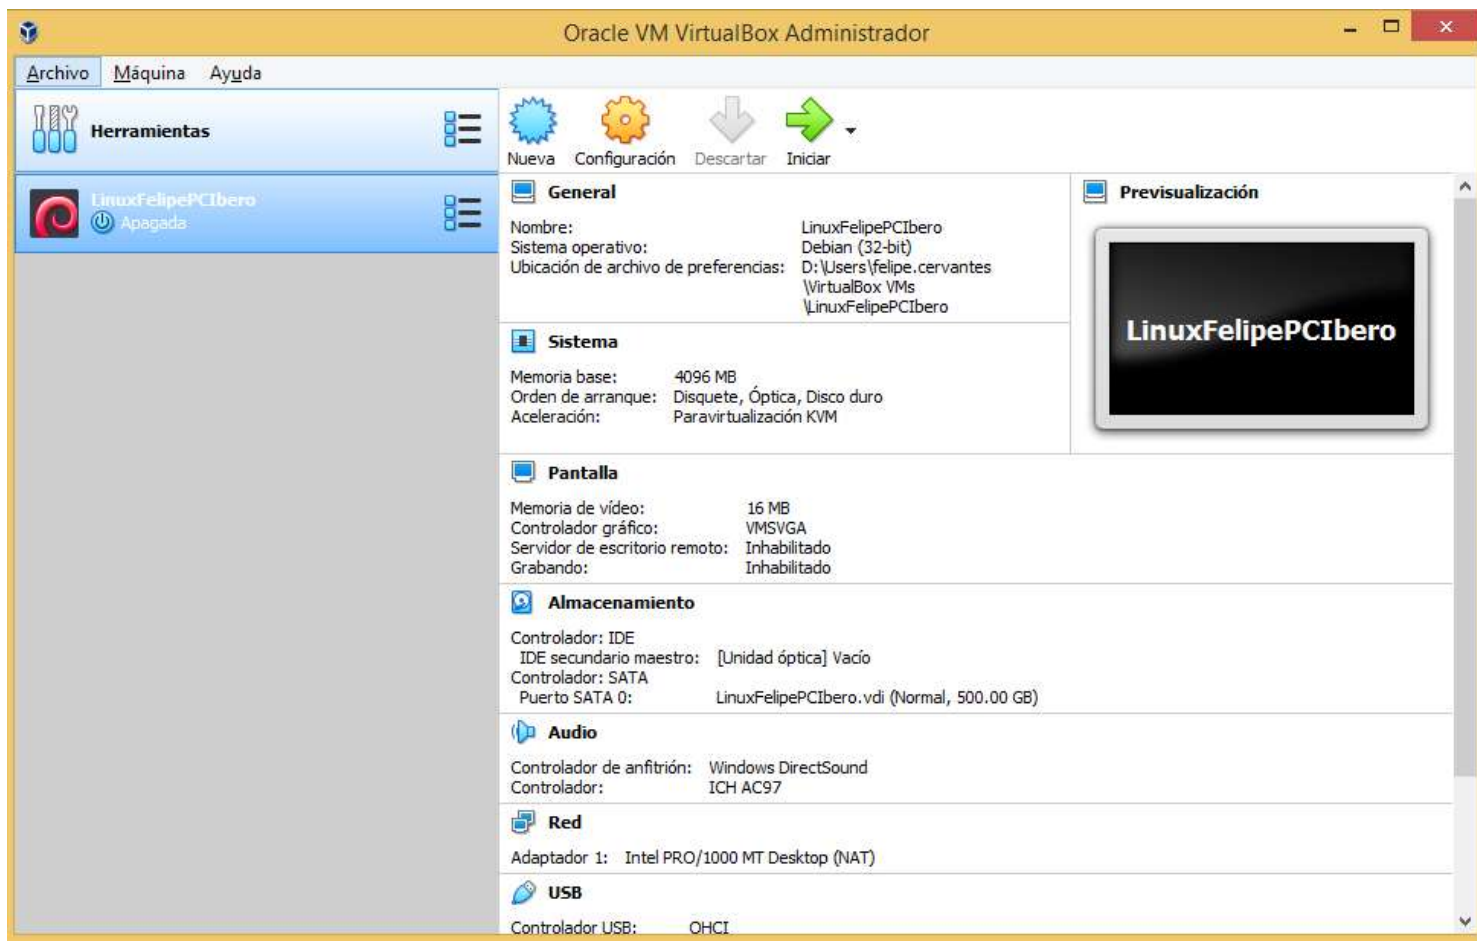 Oracle VM VirtualBox Administrador
Archivo Máquina Ayuda
Herramientas
LinuxFelipePCIbero
Apagada
Nueva Configuración Descartar Iniciar
General
Nombre: LinuxFelipePCIbero
Sistema operativo: Debian (32-bit)
Ubicación de archivo de preferencias: D:\Users\felipe.cervantes
\VirtualBox VMs
\LinuxFelipePCIbero
Previsualización
LinuxFelipePCIbero
Sistema
Memoria base: 4096 MB
Orden de arranque: Disquete, Óptica, Disco duro
Aceleración: Paravirtualización KVM
Pantalla
Memoria de vídeo: 16 MB
Controlador gráfico: VMSVGA
Servidor de escritorio remoto: Inhabilitado
Grabando: Inhabilitado
Almacenamiento
Controlador: IDE
IDE secundario maestro: [Unidad óptica] Vacío
Controlador: SATA
Puerto SATA 0: LinuxFelipePCIbero.vdi (Normal, 500.00 GB)
Audio
Controlador de anfitrión: Windows DirectSound
Controlador: ICH AC97
Red
Adaptador 1: Intel PRO/1000 MT Desktop (NAT)
USB
Controlador USB: OHCI